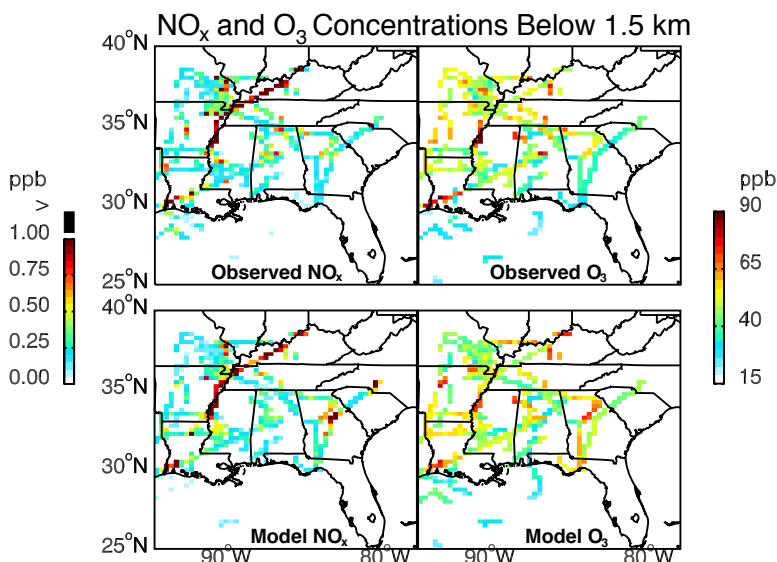 NOx and O3 Concentrations Below 1.5 km
40°N
35°N
30°N
25°N
Observed NOx
Observed O3
ppb
>
1.00
0.75
0.50
0.25
0.00
ppb
90
65
40
15
40°N
35°N
30°N
25°N
Model NOx
Model O3
90°W
80°W
90°W
80°W